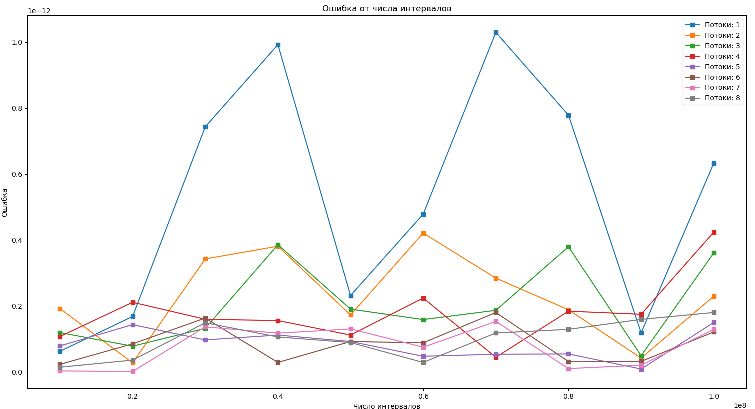 Ошибка от числа интервалов
1e−12
1.0
0.8
0.6
0.4
0.2
0.0
Ошибка
Потоки: 1
Потоки: 2
Потоки: 3
Потоки: 4
Потоки: 5
Потоки: 6
Потоки: 7
Потоки: 8
0.2
0.4
0.6
0.8
1.0
Число интервалов
1e8